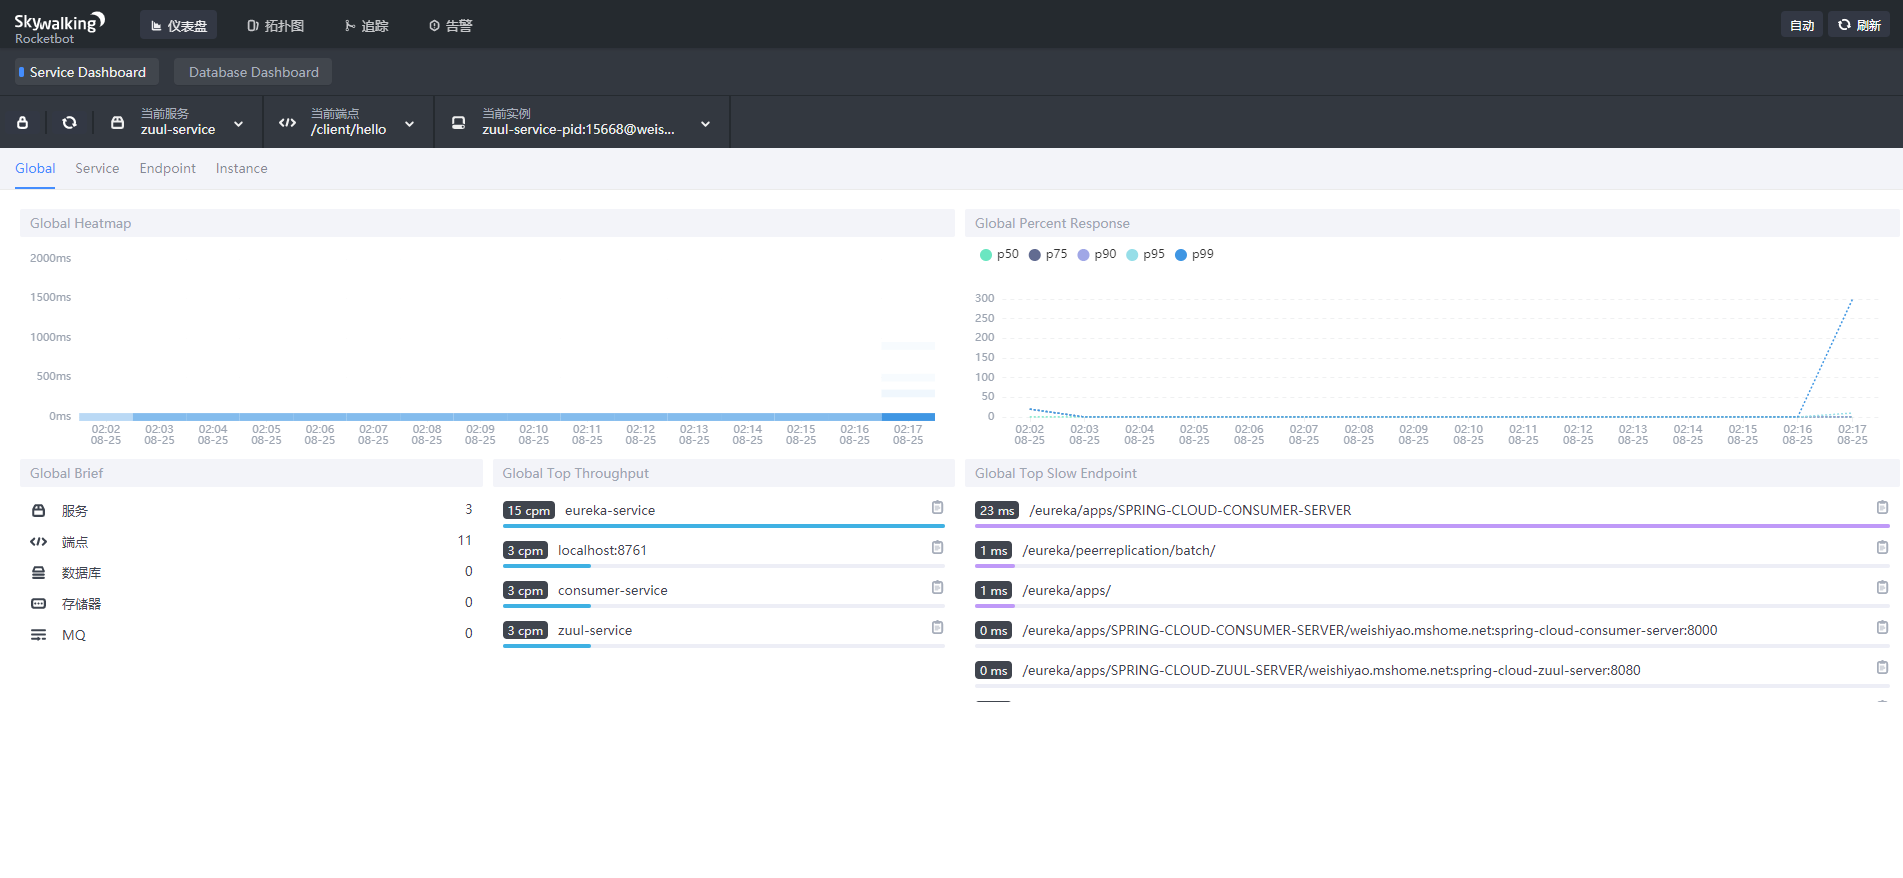 Skywalking
Rocketbot
仪表盘
拓扑图
追踪
告警
自动
刷新
Service Dashboard
Database Dashboard
当前服务
zuul-service
当前端点
/client/hello
当前实例
zuul-service-pid:15668@weis...
Global
Service
Endpoint
Instance
Global Heatmap
2000ms
1500ms
1000ms
500ms
0ms
02:02 02:03 02:04 02:05 02:06 02:07 02:08 02:09 02:10 02:11 02:12 02:13 02:14 02:15 02:16 02:17
08-25 08-25 08-25 08-25 08-25 08-25 08-25 08-25 08-25 08-25 08-25 08-25 08-25 08-25 08-25 08-25
Global Percent Response
p50 p75 p90 p95 p99
300
250
200
150
100
50
0
02:02 02:03 02:04 02:05 02:06 02:07 02:08 02:09 02:10 02:11 02:12 02:13 02:14 02:15 02:16 02:17
08-25 08-25 08-25 08-25 08-25 08-25 08-25 08-25 08-25 08-25 08-25 08-25 08-25 08-25 08-25 08-25
Global Brief
服务 3
端点 11
数据库 0
存储器 0
MQ 0
Global Top Throughput
15 cpm eureka-service
3 cpm localhost:8761
3 cpm consumer-service
3 cpm zuul-service
Global Top Slow Endpoint
23 ms /eureka/apps/SPRING-CLOUD-CONSUMER-SERVER
1 ms /eureka/peerreplication/batch/
1 ms /eureka/apps/
0 ms /eureka/apps/SPRING-CLOUD-CONSUMER-SERVER/weishiyao.mshome.net:spring-cloud-consumer-server:8000
0 ms /eureka/apps/SPRING-CLOUD-ZUUL-SERVER/weishiyao.mshome.net:spring-cloud-zuul-server:8080